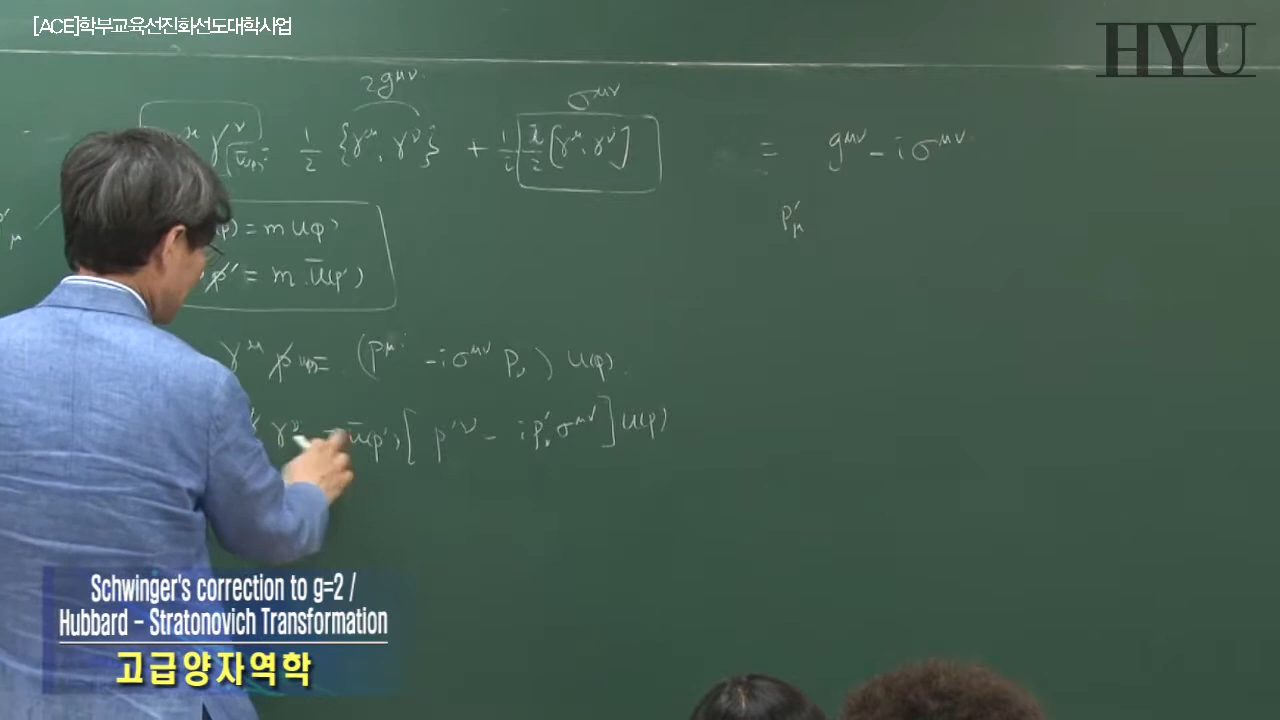 [ACE]학부교육선진화선도대학사업
HYU
2g^{μν} σ^{μν}
γ^ν = 1/2 {γ^μ, γ^ν} + 1/i i/2 [γ^μ, γ^ν] = g^{μν} - iσ^{μν}
p'_μ p'_μ
p) = m u(p)
p̸' = m ū(p')
γ^μ p̸ u(p) = (p^μ - iσ^{μν} p_ν) u(p)
γ^ν = ū(p') [ p'^ν - i p'_ν σ^{μν} ] u(p)
Schwinger's correction to g=2 /
Hubbard - Stratonovich Transformation
고급양자역학